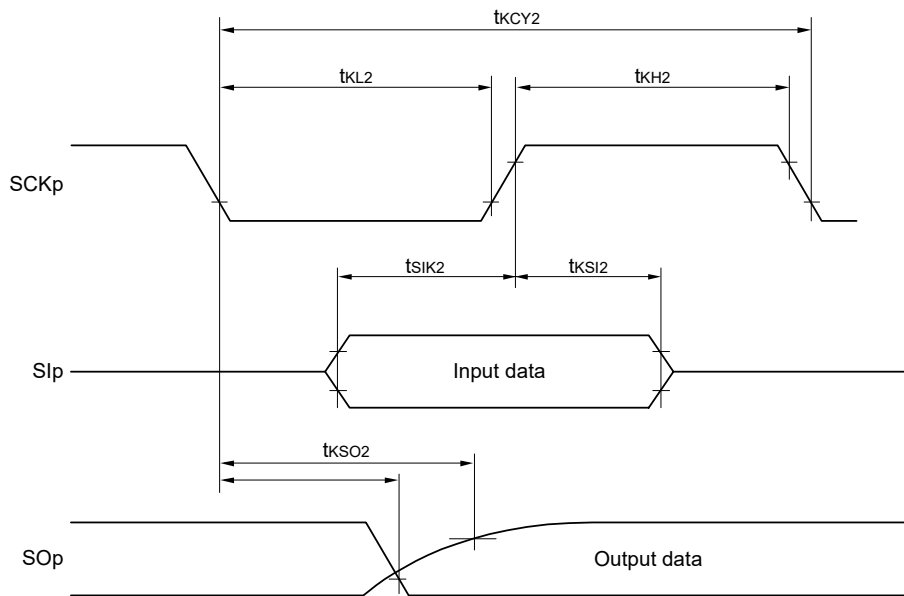 tKCY2
tKL2
tKH2
SCKp
tSIK2
tKSI2
SIp
Input data
tKSO2
SOp
Output data